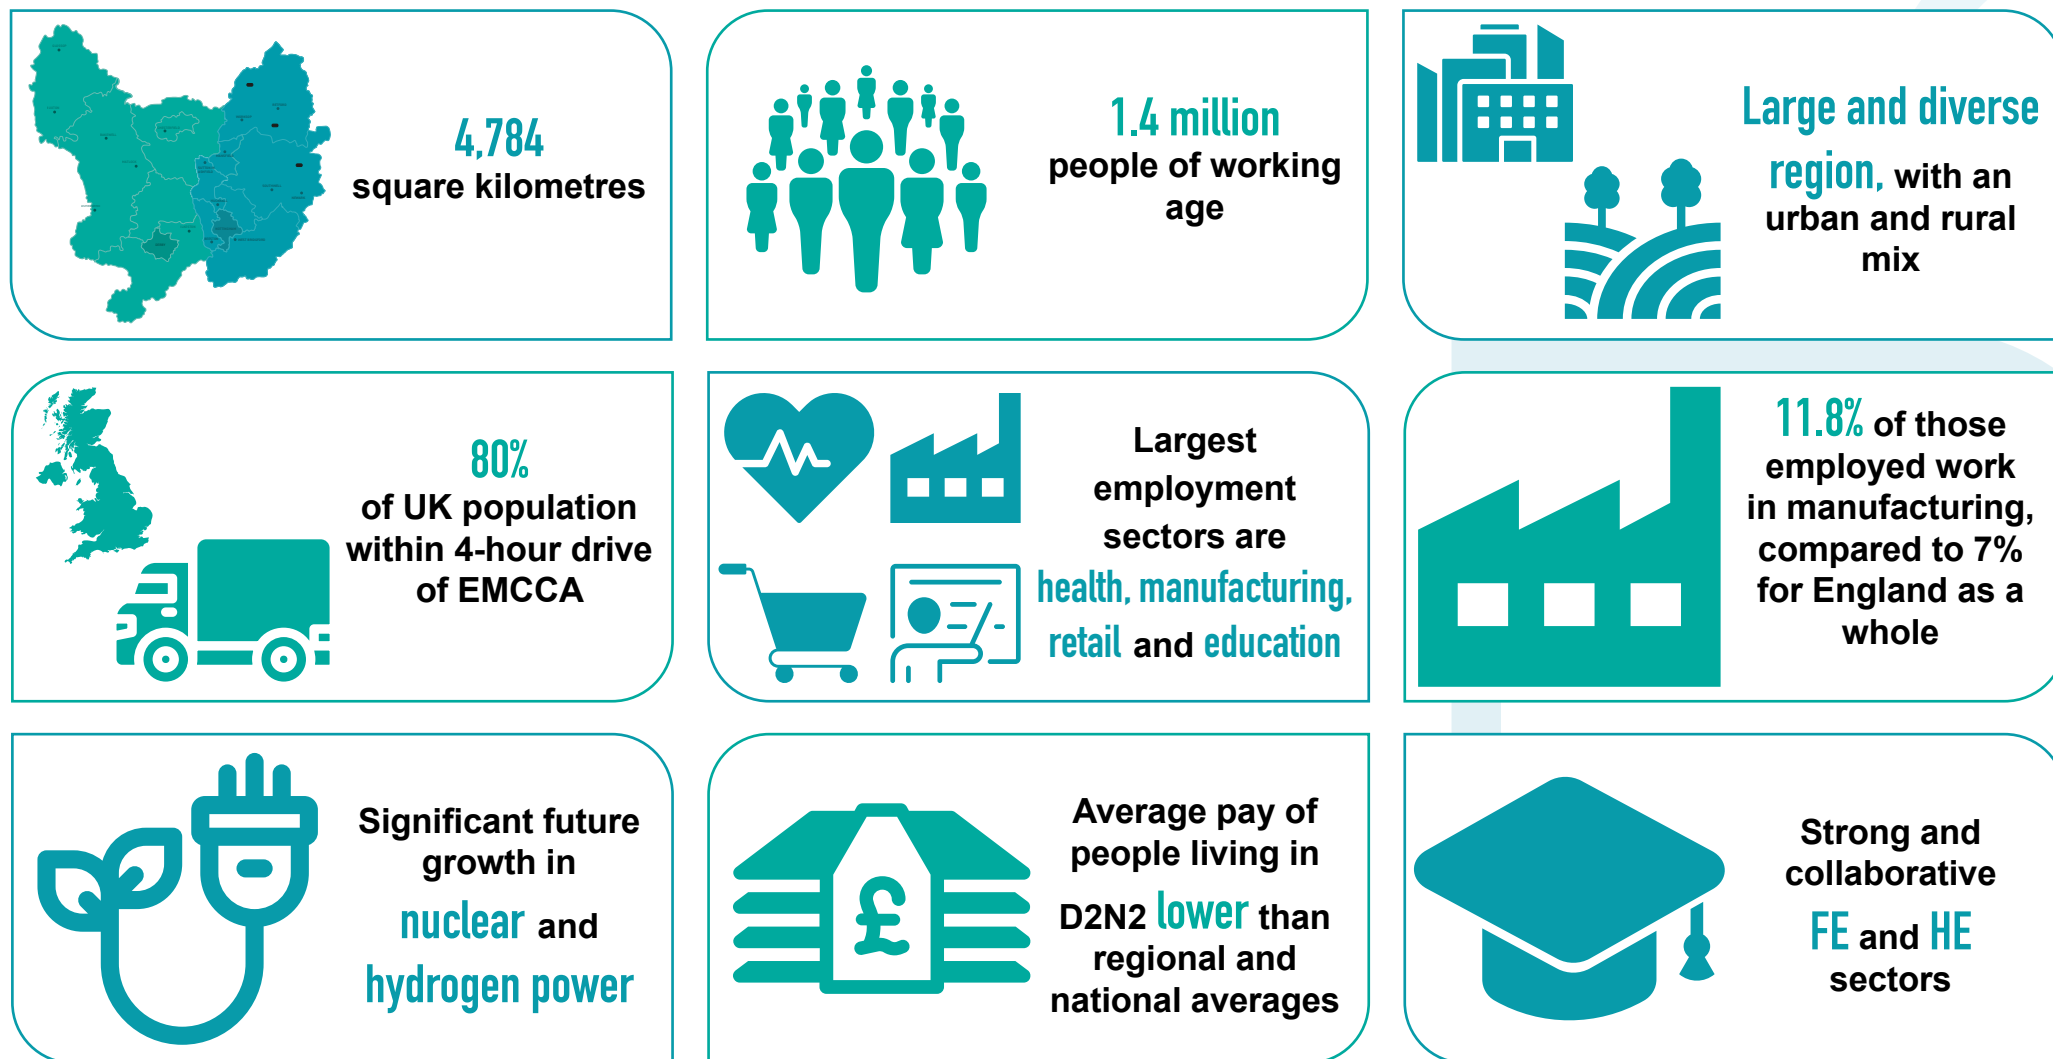 4,784
square kilometres
1.4 million
people of working
age
Large and diverse
region, with an
urban and rural
mix
80%
of UK population
within 4-hour drive
of EMCCA
Largest
employment
sectors are
health, manufacturing,
retail and education
11.8% of those
employed work
in manufacturing,
compared to 7%
for England as a
whole
Significant future
growth in
nuclear and
hydrogen power
Average pay of
people living in
D2N2 lower than
regional and
national averages
Strong and
collaborative
FE and HE
sectors